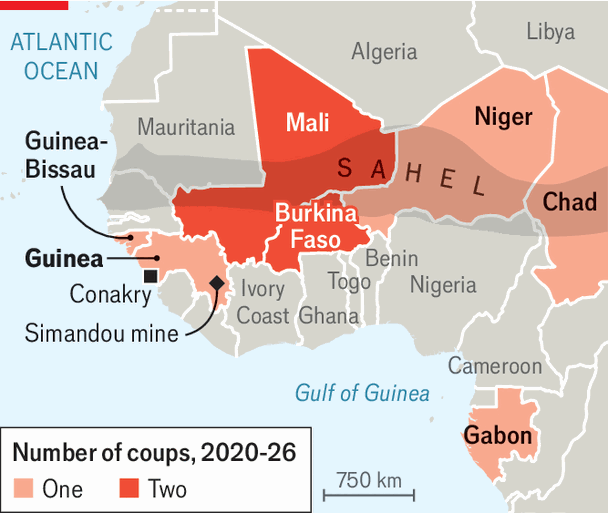 ATLANTIC
OCEAN
Algeria
Libya
Mauritania
Mali
Niger
Guinea-
Bissau
SAHEL
Chad
Burkina
Faso
Guinea
Benin
Conakry
Ivory
Coast
Togo
Ghana
Nigeria
Simandou mine
Cameroon
Gulf of Guinea
Gabon
Number of coups, 2020-26
One
Two
750 km